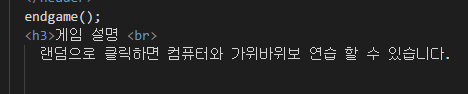 </header>
endgame();
<h3>게임 설명 <br>
랜덤으로 클릭하면 컴퓨터와 가위바위보 연습 할 수 있습니다.